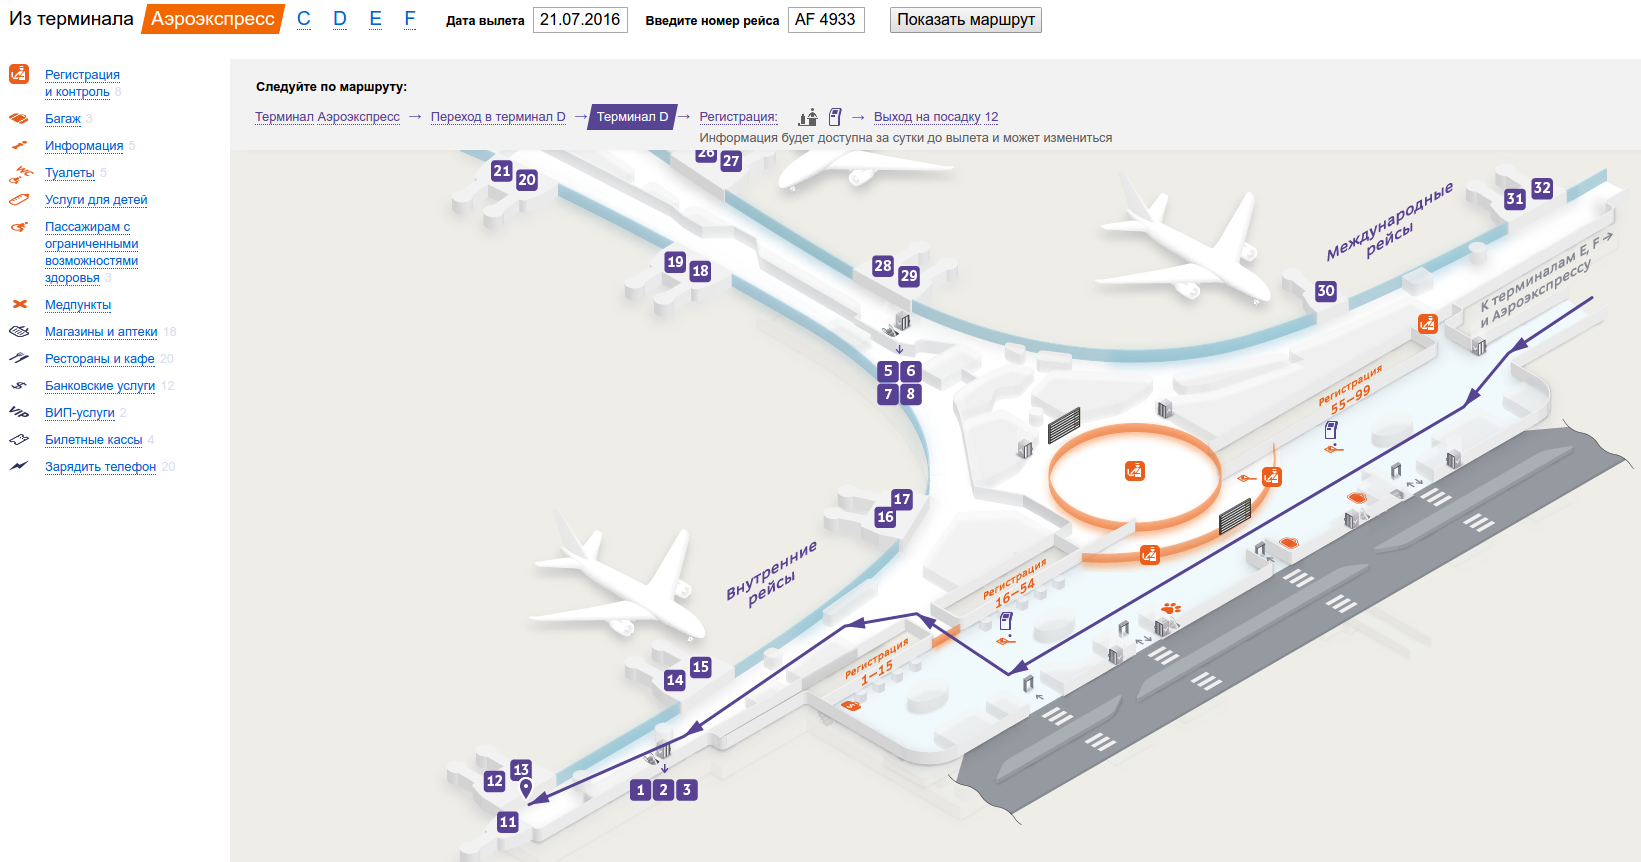 Из терминала Аэроэкспресс C D E F Дата вылета 21.07.2016 Введите номер рейса AF 4933 Показать маршрут
Регистрация
и контроль 8
Багаж 3
Информация 5
Туалеты 5
Услуги для детей
Пассажирам с
ограниченными
возможностями
здоровья 3
Медпункты
Магазины и аптеки 18
Рестораны и кафе 20
Банковские услуги 12
ВИП-услуги 2
Билетные кассы 4
Зарядить телефон 20
Следуйте по маршруту:
Терминал Аэроэкспресс → Переход в терминал D → Терминал D → Регистрация: → Выход на посадку 12
Информация будет доступна за сутки до вылета и может измениться
26 27
21 20
19 18
28 29
5 6
7 8
31 32
30
Международные
рейсы
К терминалам E, F →
и Аэроэкспрессу
Регистрация
55—99
17
16
Внутренние
рейсы
Регистрация
16—54
Регистрация
1—15
15
14
13
12
11
1 2 3